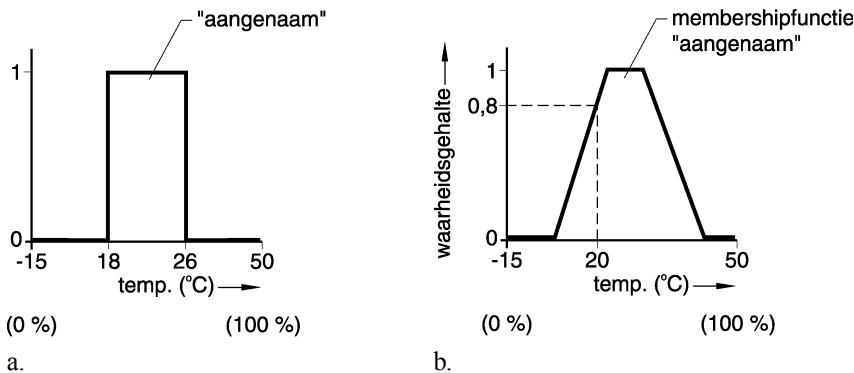 "aangenaam"
1
0
-15 18 26 50
temp. (°C)
(0 %) (100 %)
a.
membershipfunctie
"aangenaam"
waarheidsgehalte
1
0,8
0
-15 20 50
temp. (°C)
(0 %) (100 %)
b.